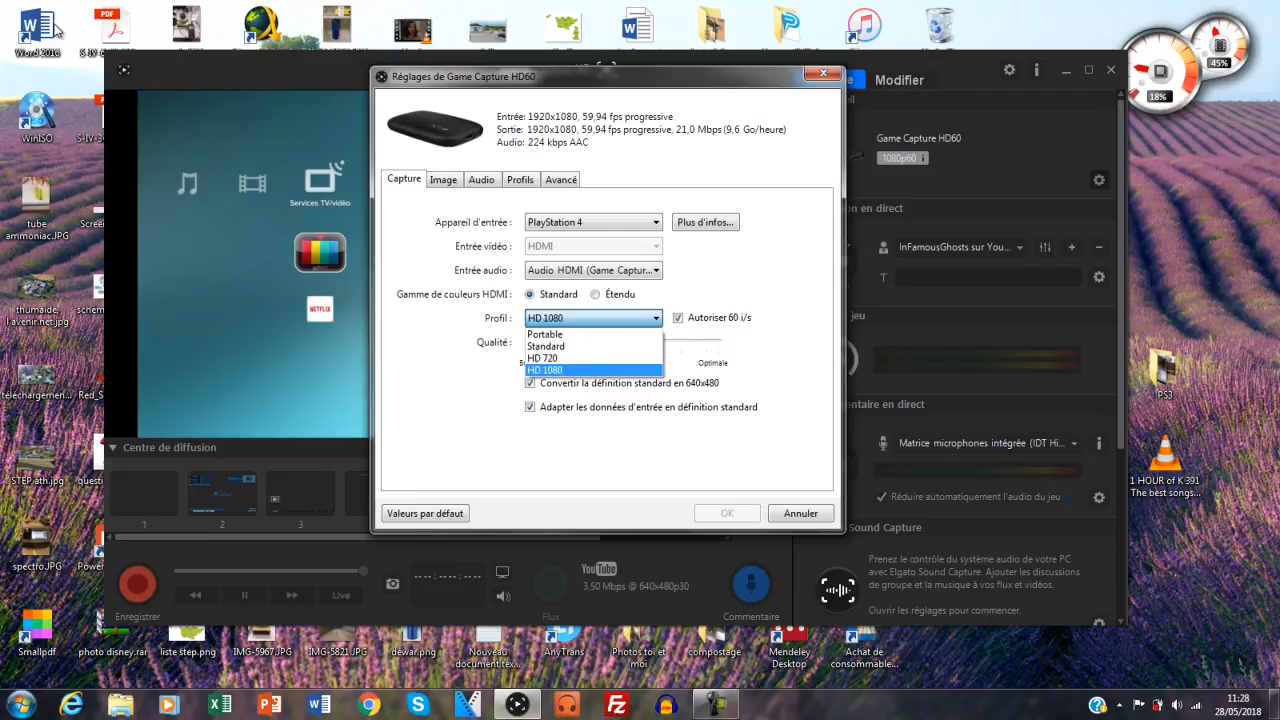 Word 2016
PDF
S-IV
45%
18%
Réglages de Game Capture HD60
Modifier
Entrée: 1920x1080, 59,94 fps progressive
Sortie: 1920x1080, 59,94 fps progressive, 21,0 Mbps (9,6 Go/heure)
Audio: 224 kbps AAC
Game Capture HD60
1080p60
WinISO
Services TV/vidéo
Capture
Image
Audio
Profils
Avancé
Appareil d'entrée :
PlayStation 4
Plus d'infos...
Entrée vidéo :
HDMI
Entrée audio :
Audio HDMI (Game Captur...
Gamme de couleurs HDMI :
Standard
Étendu
Profil :
HD 1080
Autoriser 60 i/s
Portable
Standard
HD 720
HD 1080
Qualité :
Optimale
Convertir la définition standard en 640x480
Adapter les données d'entrée en définition standard
Valeurs par défaut
OK
Annuler
en direct
InFamousGhosts sur You...
T
jeu
entaire en direct
Matrice microphones intégrée (IDT Hi...
Réduire automatiquement l'audio du jeu
Sound Capture
Prenez le contrôle du système audio de votre PC
avec Elgato Sound Capture. Ajouter les discussions
de groupe et la musique à vos flux et vidéos.
Ouvrir les réglages pour commencer.
tube
ammoniac.JPG
NETFLIX
thumaide
l'avenir.net.jpg
téléchargemen...
STEP ath.jpg
spectro.JPG
Smallpdf
PS3
1 HOUR of K 391
The best songs...
Centre de diffusion
1
2
3
Enregistrer
Live
YouTube
3,50 Mbps @ 640x480p30
Flux
Commentaire
photo disney.rar
liste step.png
IMG-5967.JPG
IMG-5821.JPG
dewar.png
Nouveau
document tex...
AnyTrans
Photos toi et
moi
compostage
Mendeley
Desktop
Achat de
consommable...
11:28
28/05/2018